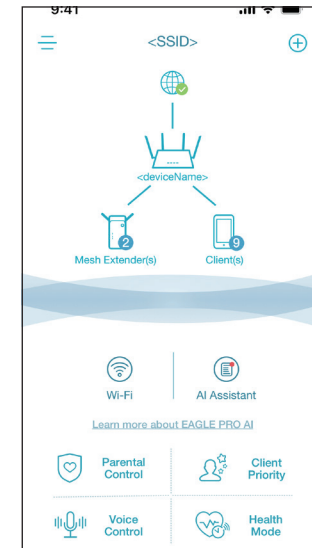 9:41
<SSID>
<deviceName>
2
9
Mesh Extender(s)
Client(s)
Wi-Fi
AI Assistant
Learn more about EAGLE PRO AI
Parental
Control
Client
Priority
Voice
Control
Health
Mode